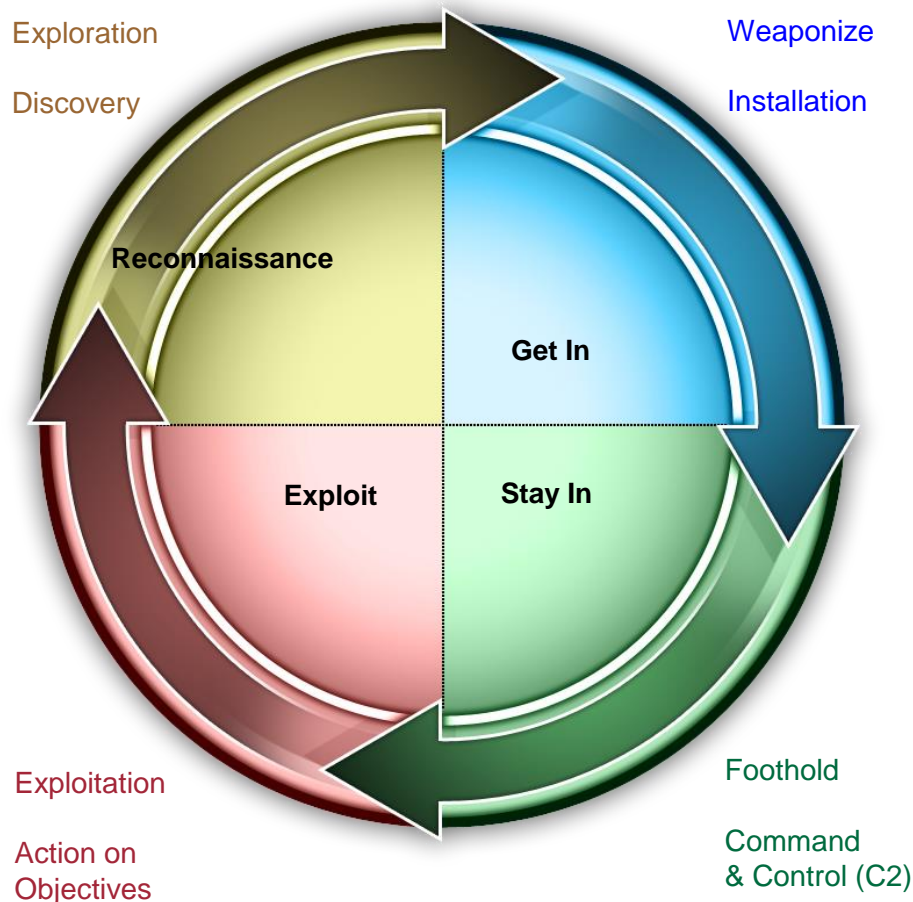 Exploration
Discovery
Weaponize
Installation
Reconnaissance
Get In
Exploit
Stay In
Exploitation
Action on
Objectives
Foothold
Command
& Control (C2)